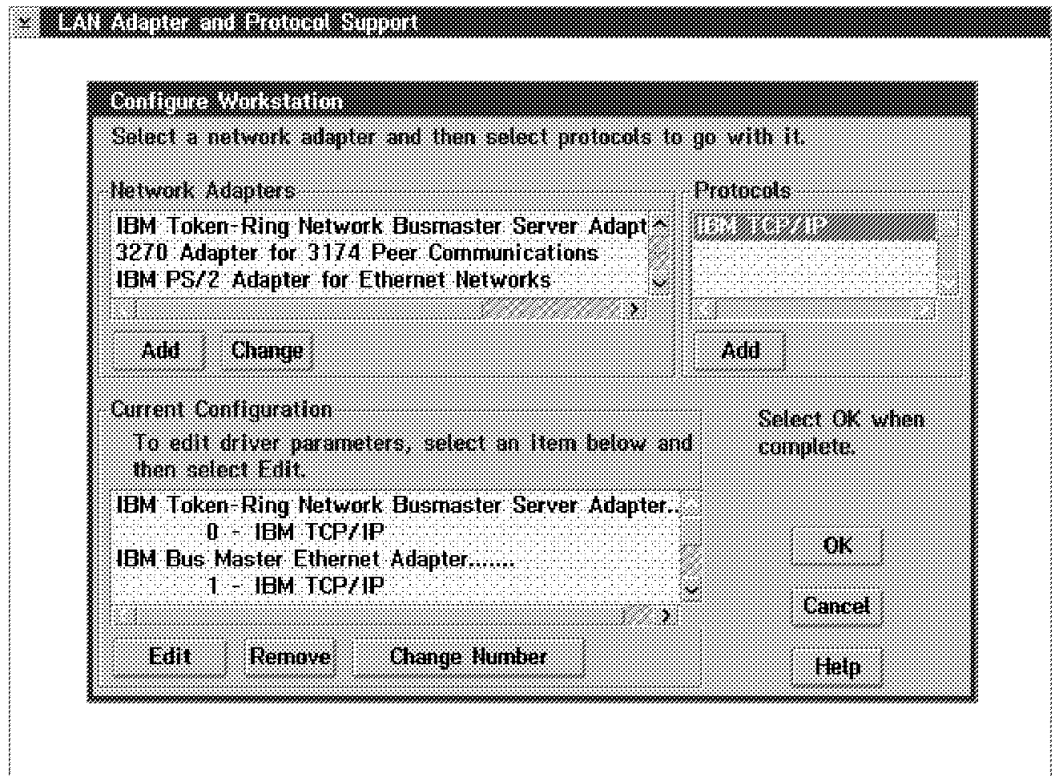 LAN Adapter and Protocol Support
Configure Workstation
Select a network adapter and then select protocols to go with it.
Network Adapters
IBM Token-Ring Network Busmaster Server Adapt
3270 Adapter for 3174 Peer Communications
IBM PS/2 Adapter for Ethernet Networks
Add Change
Protocols
IBM TCP/IP
Add
Current Configuration
To edit driver parameters, select an item below and
then select Edit.
IBM Token-Ring Network Busmaster Server Adapter..
0 - IBM TCP/IP
IBM Bus Master Ethernet Adapter.......
1 - IBM TCP/IP
Edit Remove Change Number
Select OK when
complete.
OK
Cancel
Help